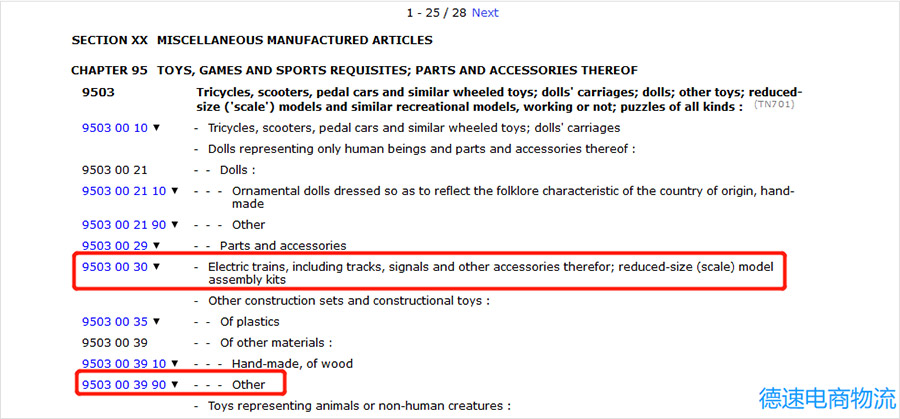 1 - 25 / 28 Next
SECTION XX MISCELLANEOUS MANUFACTURED ARTICLES
CHAPTER 95 TOYS, GAMES AND SPORTS REQUISITES; PARTS AND ACCESSORIES THEREOF
9503 Tricycles, scooters, pedal cars and similar wheeled toys; dolls' carriages; dolls; other toys; reduced-
size ('scale') models and similar recreational models, working or not; puzzles of all kinds : (TN701)
9503 00 10 ▼ - Tricycles, scooters, pedal cars and similar wheeled toys; dolls' carriages
- Dolls representing only human beings and parts and accessories thereof :
9503 00 21 - - Dolls :
9503 00 21 10 ▼ - - - Ornamental dolls dressed so as to reflect the folklore characteristic of the country of origin, hand-
made
9503 00 21 90 ▼ - - - Other
9503 00 29 ▼ - - Parts and accessories
9503 00 30 ▼ - Electric trains, including tracks, signals and other accessories therefor; reduced-size (scale) model
assembly kits
- Other construction sets and constructional toys :
9503 00 35 ▼ - - Of plastics
9503 00 39 - - Of other materials :
9503 00 39 10 ▼ - - - Hand-made, of wood
9503 00 39 90 ▼ - - - Other
- Toys representing animals or non-human creatures :
德速电商物流